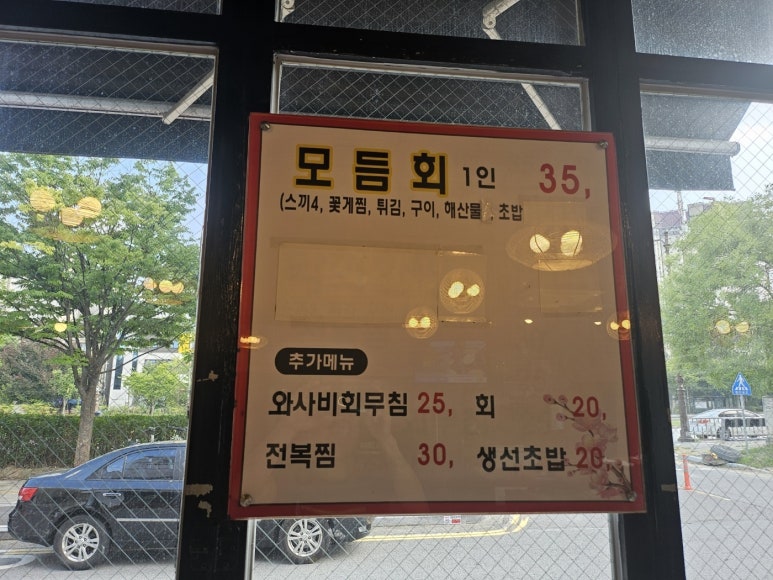 모듬회 1인 35,
(스끼4, 꽃게찜, 튀김, 구이, 해산물 , 초밥
추가메뉴
와사비회무침 25, 회 20,
전복찜 30, 생선초밥 20,